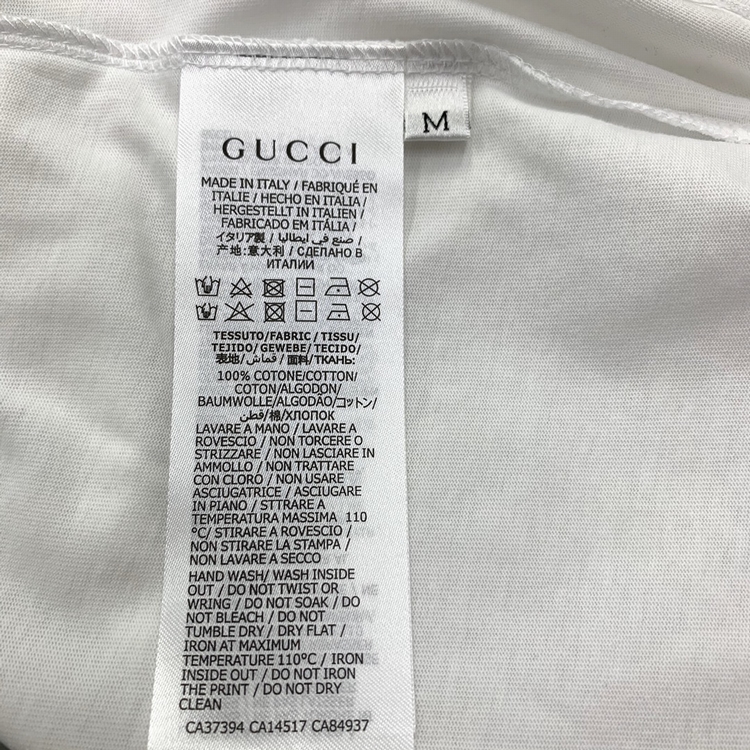 GUCCI
M
MADE IN ITALY / FABRIQUÉ EN
ITALIE / HECHO EN ITALIA /
HERGESTELLT IN ITALIEN /
FABRICADO EM ITÁLIA /
イタリア製 / صنع في ايطاليا /
产地:意大利 / СДЕЛАНО В
ИТАЛИИ
TESSUTO/FABRIC / TISSU/
TEJIDO/ GEWEBE/ TECIDO/
表地/ قماش/ 面料/ТКАНЬ:
100% COTONE/COTTON/
COTON/ALGODON/
BAUMWOLLE/ALGODÃO/コットン/
قطن/棉/ХЛОПОК
LAVARE A MANO / LAVARE A
ROVESCIO / NON TORCERE O
STRIZZARE / NON LASCIARE IN
AMMOLLO / NON TRATTARE
CON CLORO / NON USARE
ASCIUGATRICE / ASCIUGARE
IN PIANO / STTRARE A
TEMPERATURA MASSIMA 110
°C/ STIRARE A ROVESCIO /
NON STIRARE LA STAMPA /
NON LAVARE A SECCO
HAND WASH/ WASH INSIDE
OUT / DO NOT TWIST OR
WRING / DO NOT SOAK / DO
NOT BLEACH / DO NOT
TUMBLE DRY / DRY FLAT /
IRON AT MAXIMUM
TEMPERATURE 110°C / IRON
INSIDE OUT / DO NOT IRON
THE PRINT / DO NOT DRY
CLEAN
CA37394 CA14517 CA84937